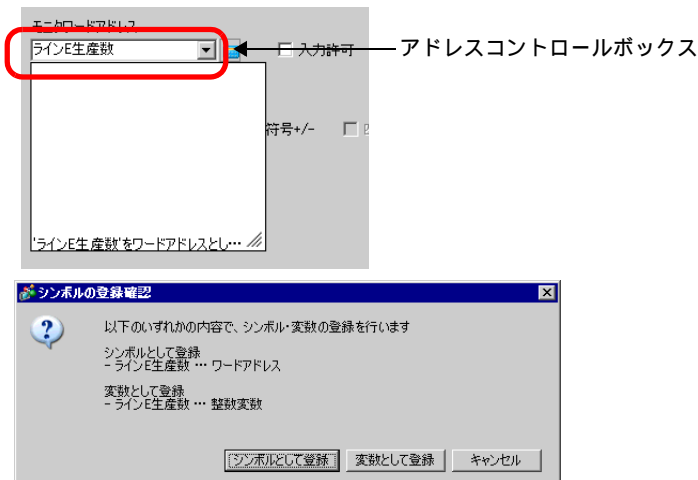 モニタワードアドレス
ラインE生産数
入力許可
アドレスコントロールボックス
符号+/-
'ラインE生産数'をワードアドレスとし…
シンボルの登録確認
以下のいずれかの内容で、シンボル・変数の登録を行います
シンボルとして登録
- ラインE生産数 … ワードアドレス
変数として登録
- ラインE生産数 … 整数変数
シンボルとして登録 変数として登録 キャンセル